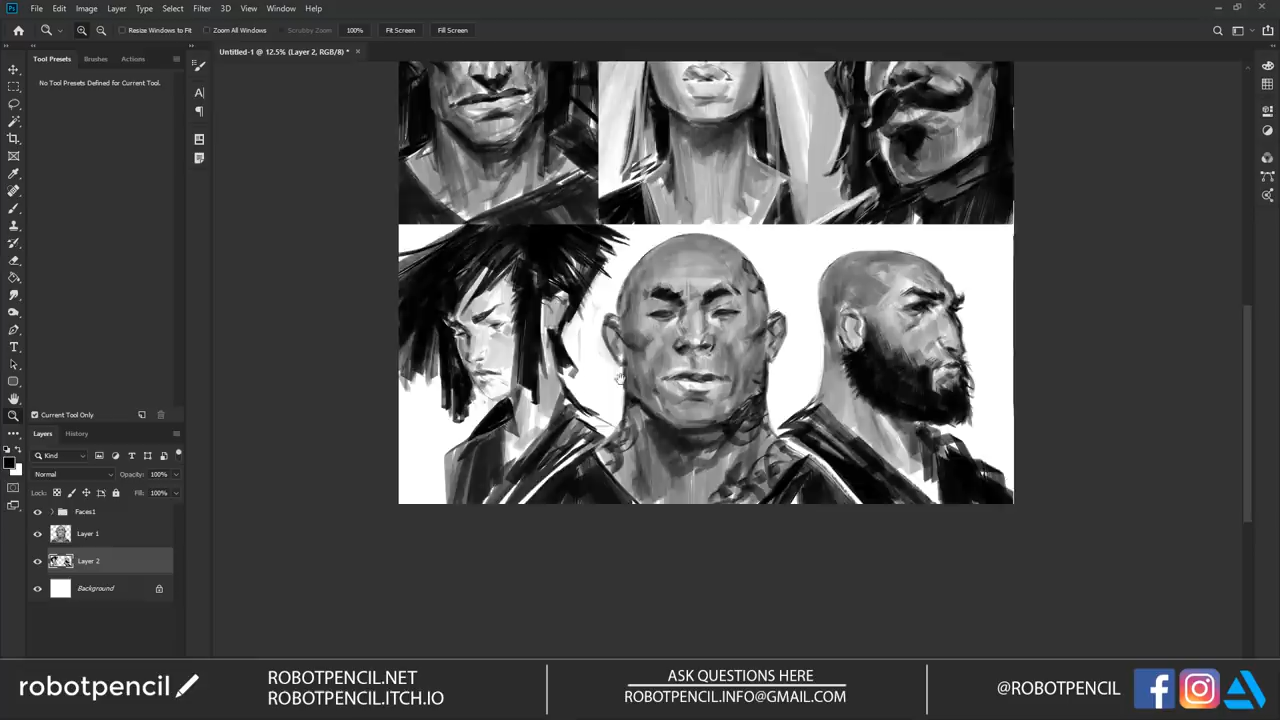 Ps File Edit Image Layer Type Select Filter 3D View Window Help
Resize Windows to Fit Zoom All Windows Scrubby Zoom 100% Fit Screen Fill Screen
Untitled-1 @ 12.5% (Layer 2, RGB/8) * ×
Tool Presets Brushes Actions
No Tool Presets Defined for Current Tool.
Current Tool Only
Layers History
Kind
Normal Opacity: 100%
Lock: Fill: 100%
Faces1
Layer 1
Layer 2
Background
robotpencil
ROBOTPENCIL.NET
ROBOTPENCIL.ITCH.IO
ASK QUESTIONS HERE
ROBOTPENCIL.INFO@GMAIL.COM
@ROBOTPENCIL